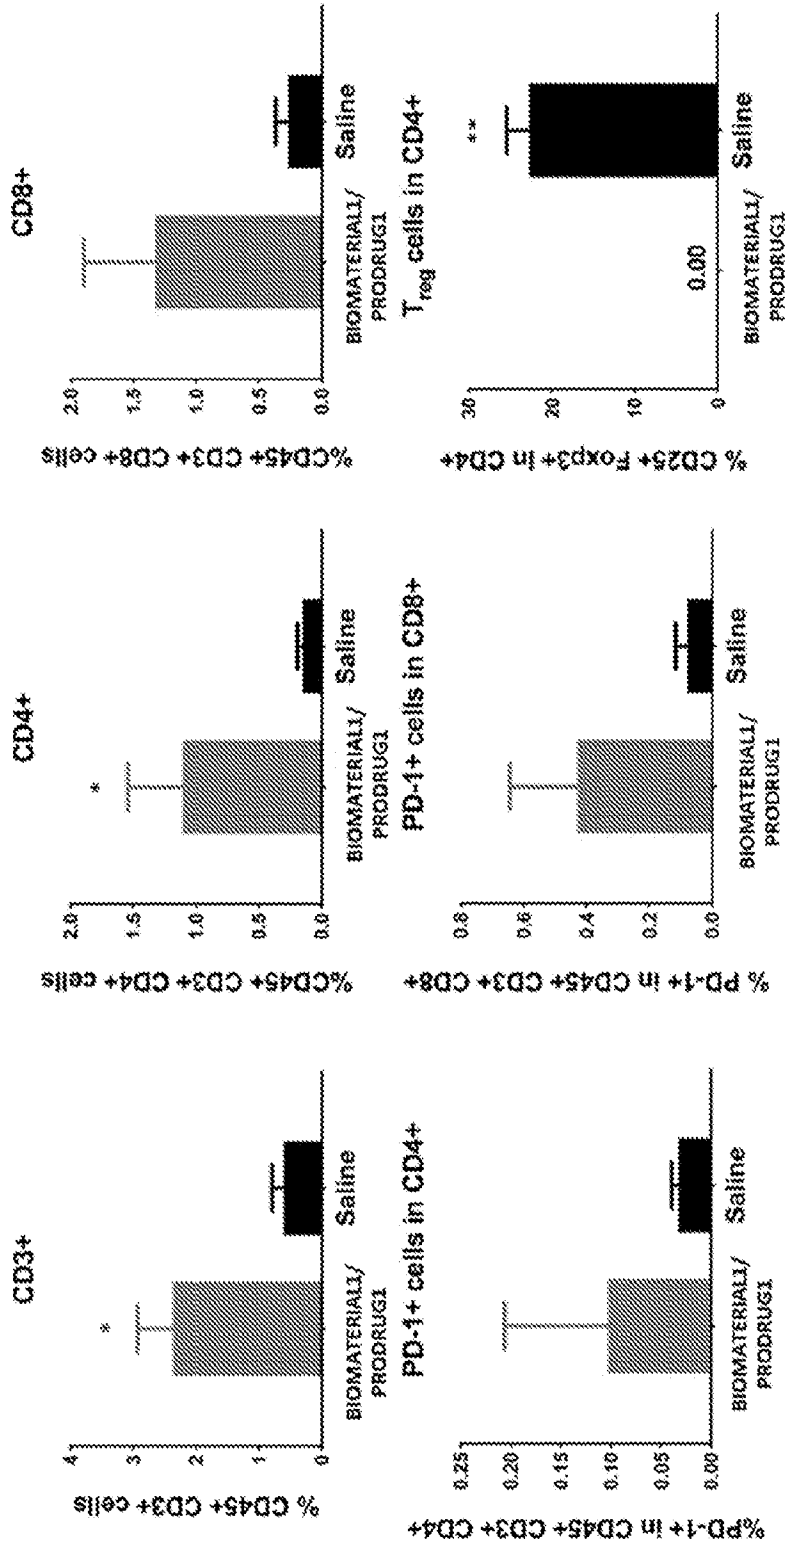 CD3+
% CD45+ CD3+ cells
4
3
2
1
0
*
BIOMATERIAL1/
PRODRUG1
Saline
CD4+
%CD45+ CD3+ CD4+ cells
2.0
1.5
1.0
0.5
0.0
*
BIOMATERIAL1/
PRODRUG1
Saline
CD8+
%CD45+ CD3+ CD8+ cells
2.0
1.5
1.0
0.5
0.0
BIOMATERIAL1/
PRODRUG1
Saline
PD-1+ cells in CD4+
%PD-1+ in CD45+ CD3+ CD4+
0.25
0.20
0.15
0.10
0.05
0.00
BIOMATERIAL1/
PRODRUG1
Saline
PD-1+ cells in CD8+
% PD-1+ in CD45+ CD3+ CD8+
0.8
0.6
0.4
0.2
0.0
BIOMATERIAL1/
PRODRUG1
Saline
Treg cells in CD4+
% CD25+ Foxp3+ in CD4+
30
20
10
0
0.00
**
BIOMATERIAL1/
PRODRUG1
Saline